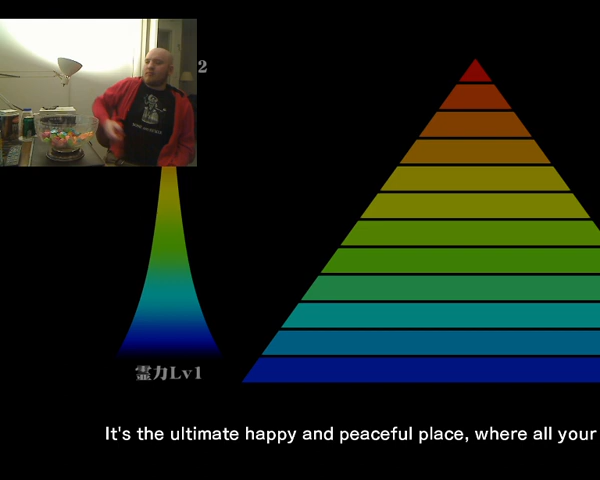 2
霊力Lv1
It's the ultimate happy and peaceful place, where all your